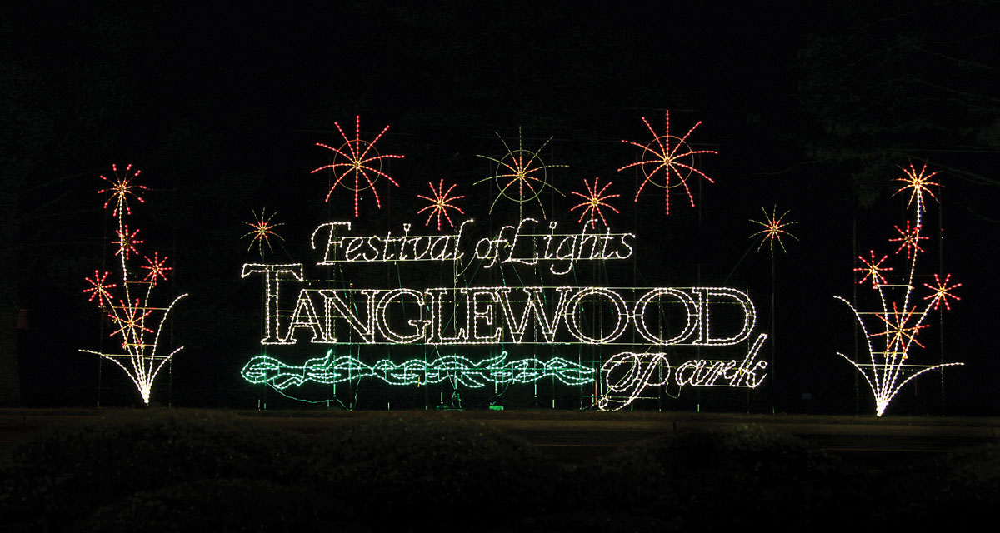 Festival of Lights
TANGLEWOOD
Park